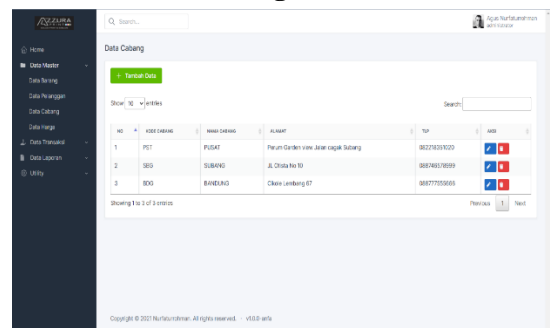 AZZURA
Search...
Agus Nurfaturrohman
Home
Data Master
Data Barang
Data Pelanggan
Data Cabang
Data Harga
Data Transaksi
Data Laporan
Utility
Data Cabang
+ Tambah Data
Show 10 entries
Search:
NO KODE CABANG NAMA CABANG ALAMAT TLP AKSI
1 PST PUSAT Perum Garden view Jalan cagak Subang
2 SBG SUBANG JL Otista No 10
3 BDG BANDUNG Cikole Lembang 67
Showing 1 to 3 of 3 entries
Previous 1 Next
Copyright © 2021 Nurfaturrohman. All rights reserved. - v1.0.0